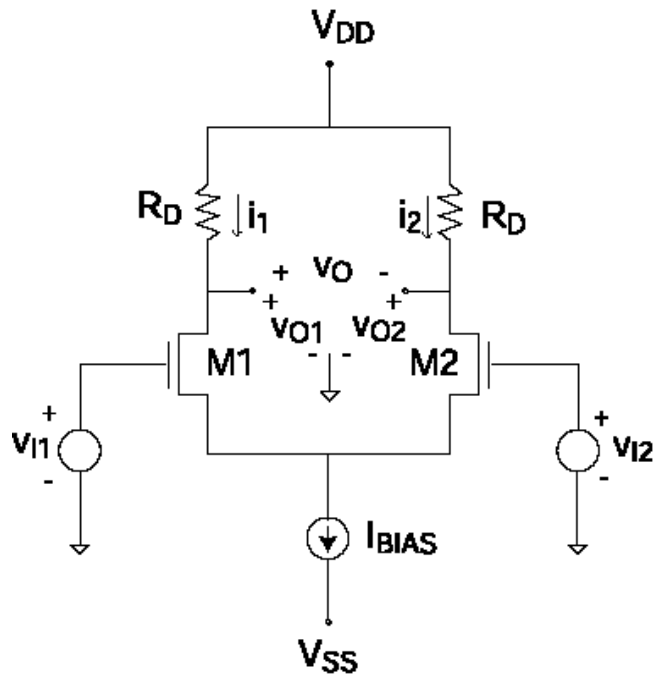 VDD
RD i1 i2 RD
+ vO -
+ vO1 - + vO2 -
M1 M2
+ vI1 -
+ vI2 -
IBIAS
VSS